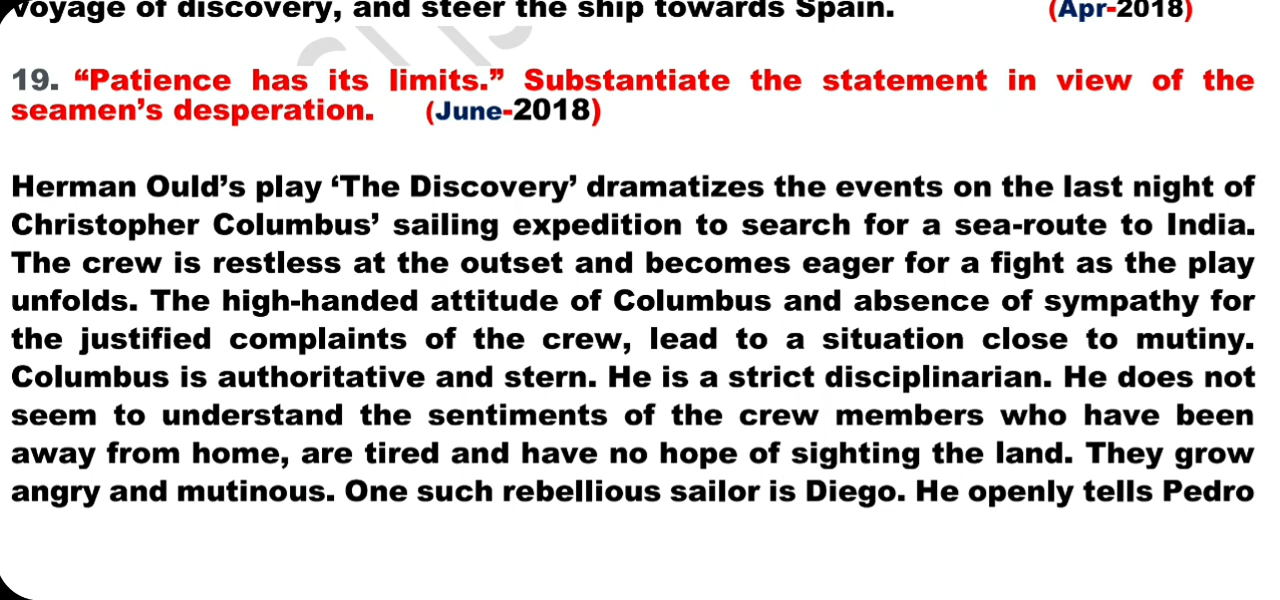 voyage of discovery, and steer the ship towards Spain. (Apr-2018)
19. “Patience has its limits.” Substantiate the statement in view of the
seamen’s desperation. (June-2018)
Herman Ould’s play ‘The Discovery’ dramatizes the events on the last night of
Christopher Columbus’ sailing expedition to search for a sea-route to India.
The crew is restless at the outset and becomes eager for a fight as the play
unfolds. The high-handed attitude of Columbus and absence of sympathy for
the justified complaints of the crew, lead to a situation close to mutiny.
Columbus is authoritative and stern. He is a strict disciplinarian. He does not
seem to understand the sentiments of the crew members who have been
away from home, are tired and have no hope of sighting the land. They grow
angry and mutinous. One such rebellious sailor is Diego. He openly tells Pedro